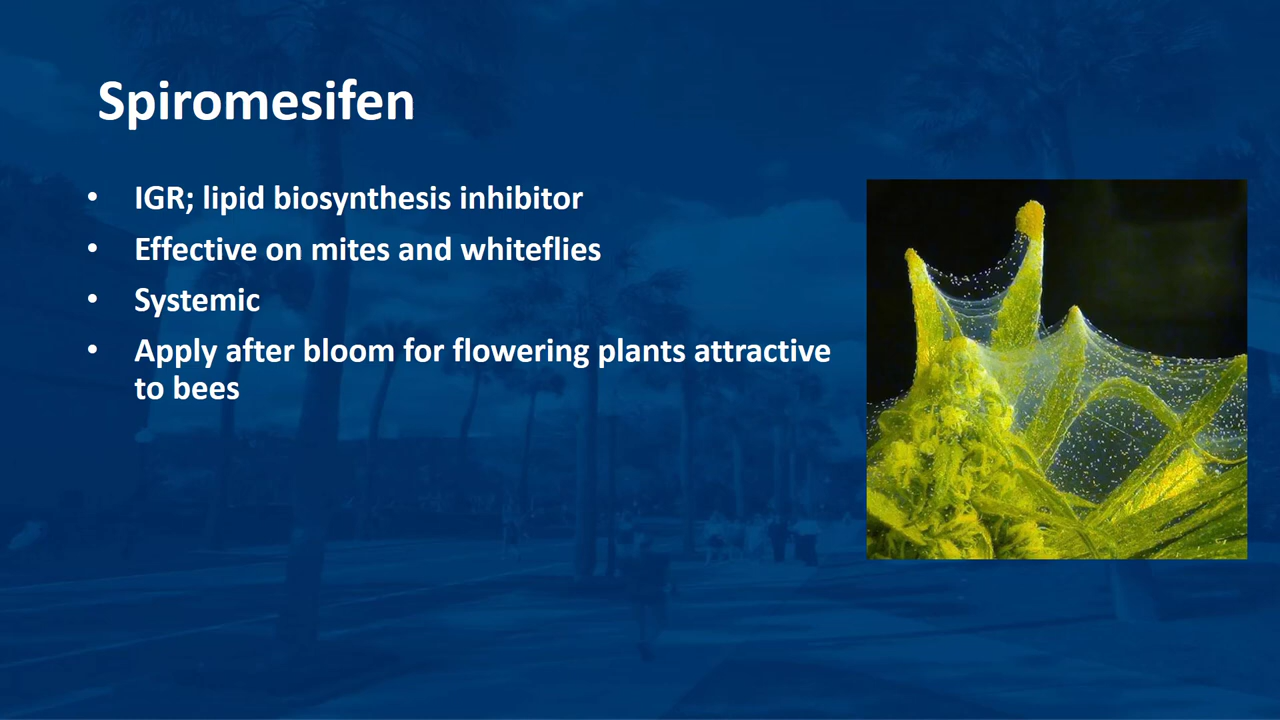 Spiromesifen
• IGR; lipid biosynthesis inhibitor
• Effective on mites and whiteflies
• Systemic
• Apply after bloom for flowering plants attractive
to bees